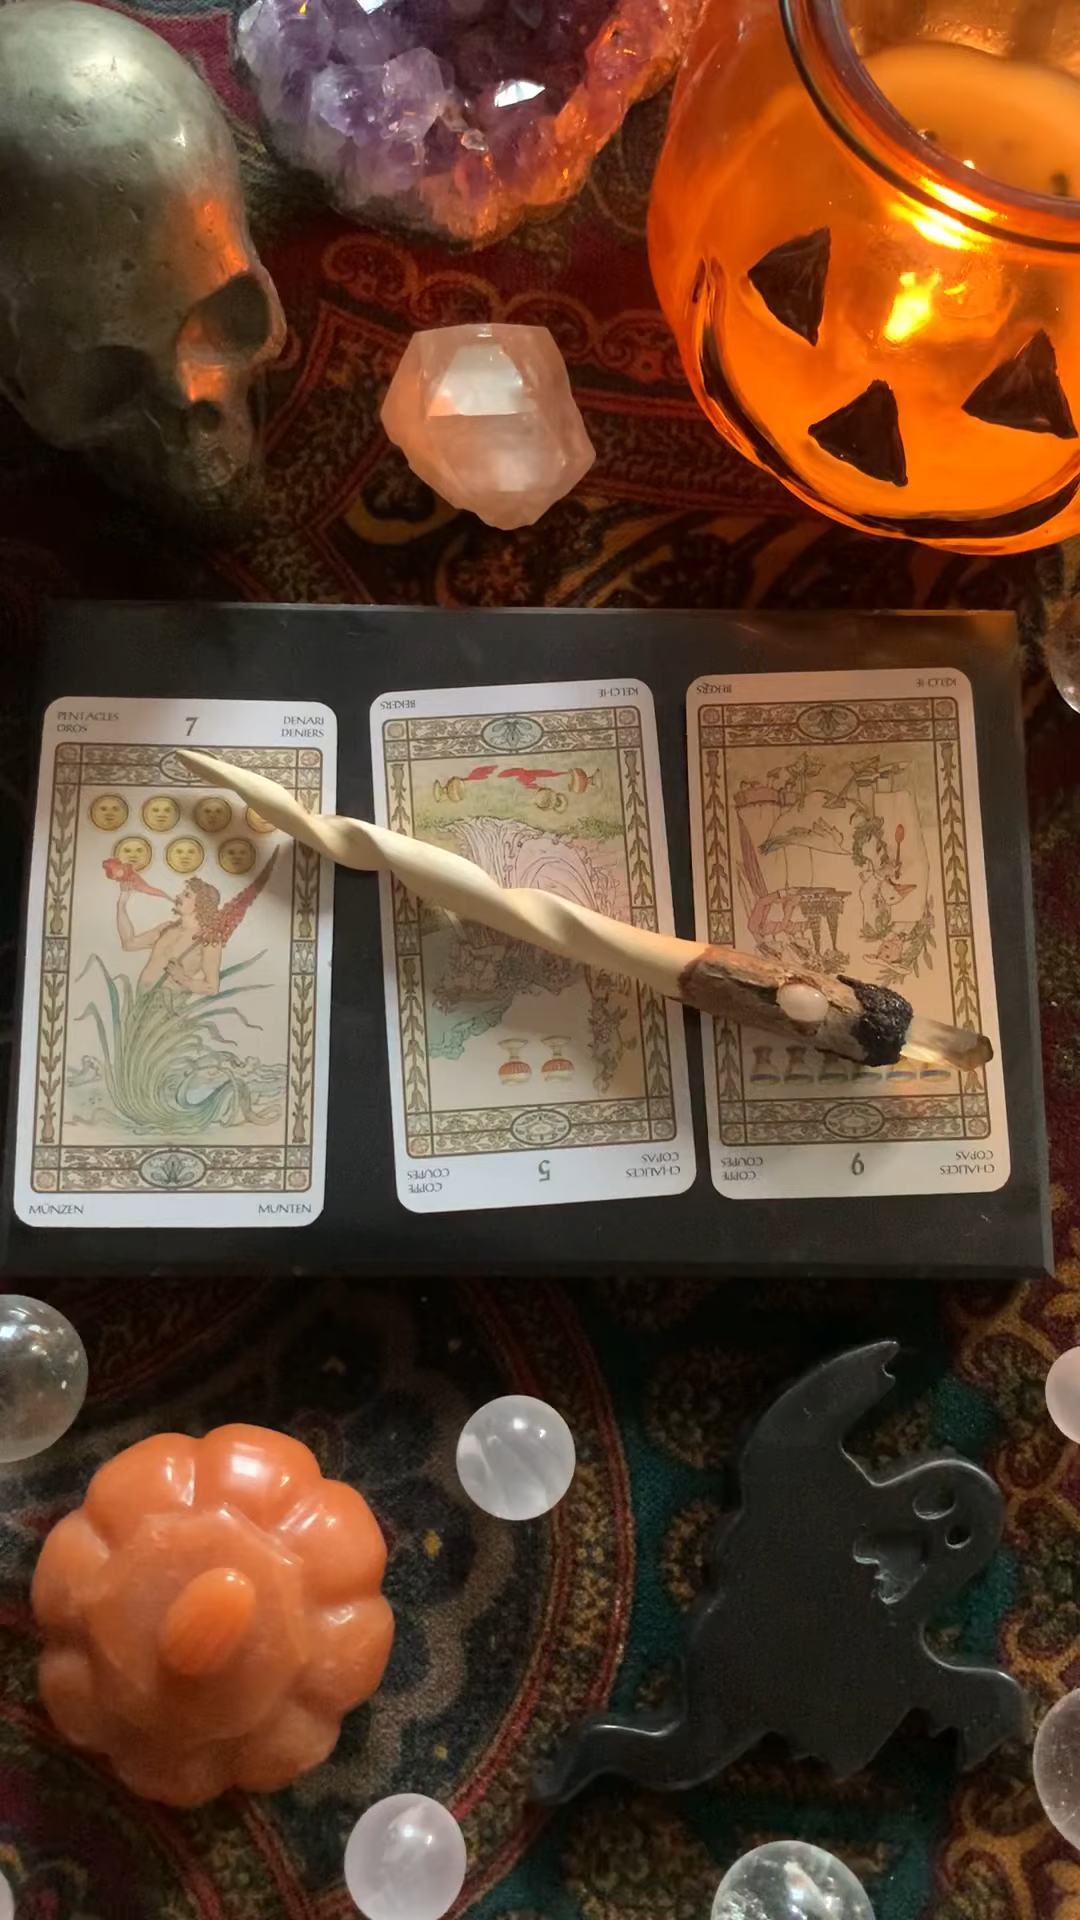 PENTACLES 7 DENARI
OROS DENIERS
MÜNZEN MUNTEN
CHALICES 5 COPPE
COPAS COUPES
KELCHE BEKERS
CHALICES 6 COPPE
COPAS COUPES
KELCHE BEKERS